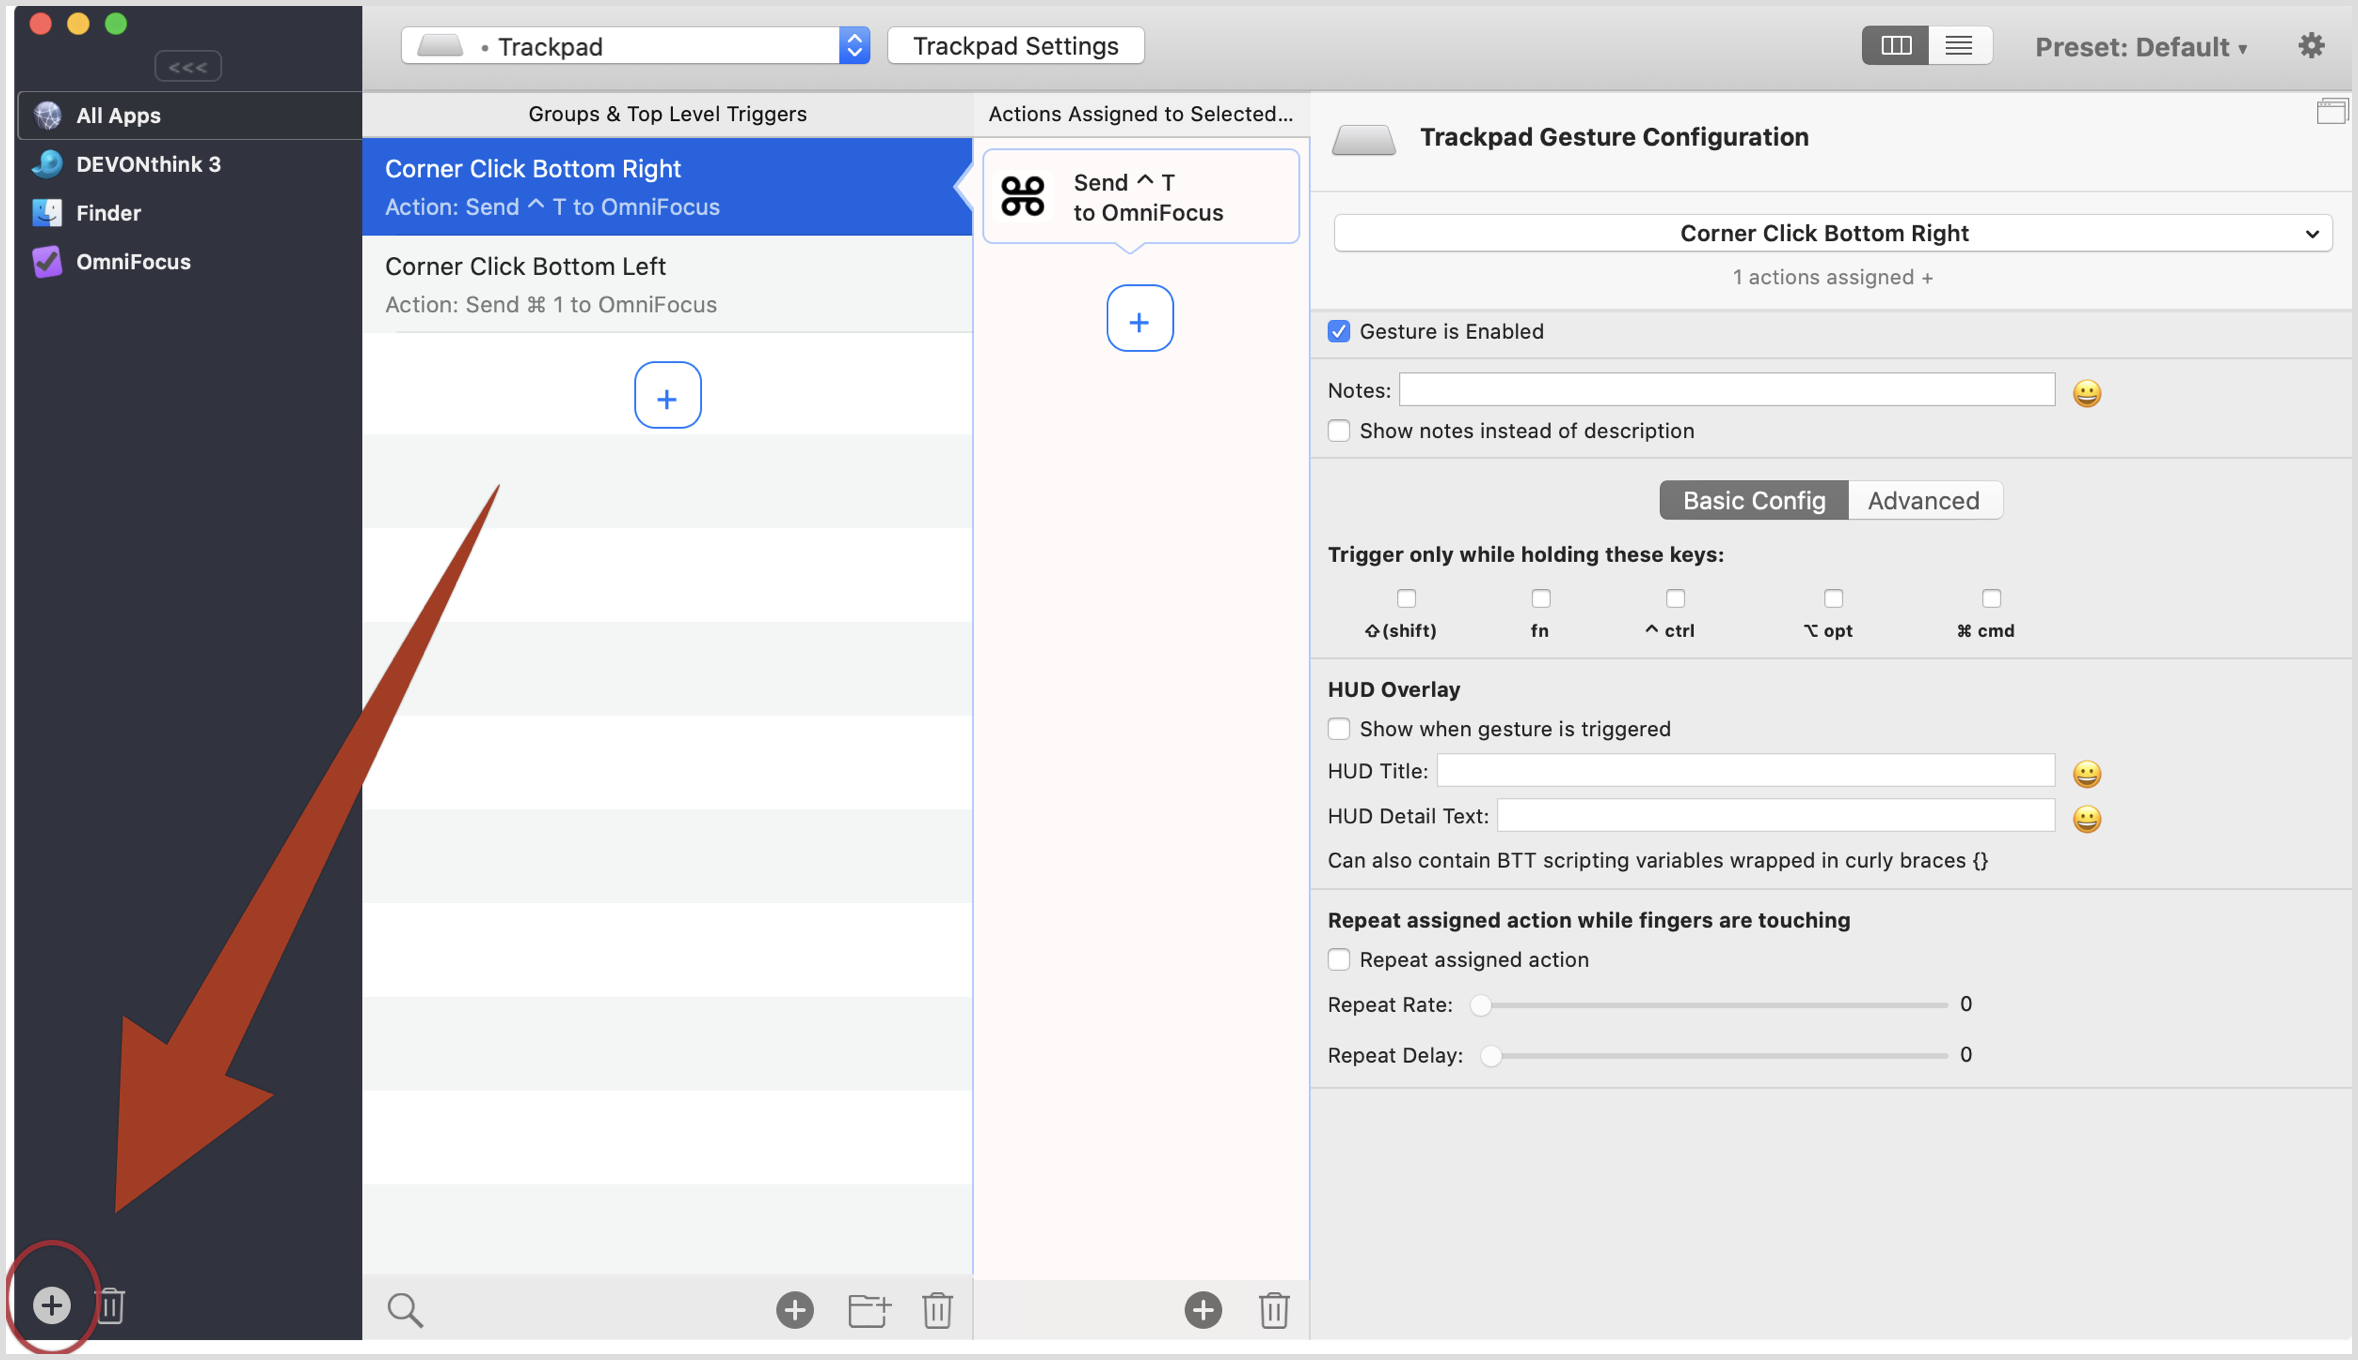 <<<
• Trackpad
Trackpad Settings
Preset: Default ▾
All Apps
DEVONthink 3
Finder
OmniFocus
Groups & Top Level Triggers
Corner Click Bottom Right
Action: Send ⌃ T to OmniFocus
Corner Click Bottom Left
Action: Send ⌘ 1 to OmniFocus
+
Actions Assigned to Selected...
⌘
Send ⌃ T
to OmniFocus
+
Trackpad Gesture Configuration
Corner Click Bottom Right
1 actions assigned +
Gesture is Enabled
Notes:
Show notes instead of description
Basic Config
Advanced
Trigger only while holding these keys:
⇧(shift)
fn
⌃ ctrl
⌥ opt
⌘ cmd
HUD Overlay
Show when gesture is triggered
HUD Title:
HUD Detail Text:
Can also contain BTT scripting variables wrapped in curly braces {}
Repeat assigned action while fingers are touching
Repeat assigned action
Repeat Rate: 0
Repeat Delay: 0